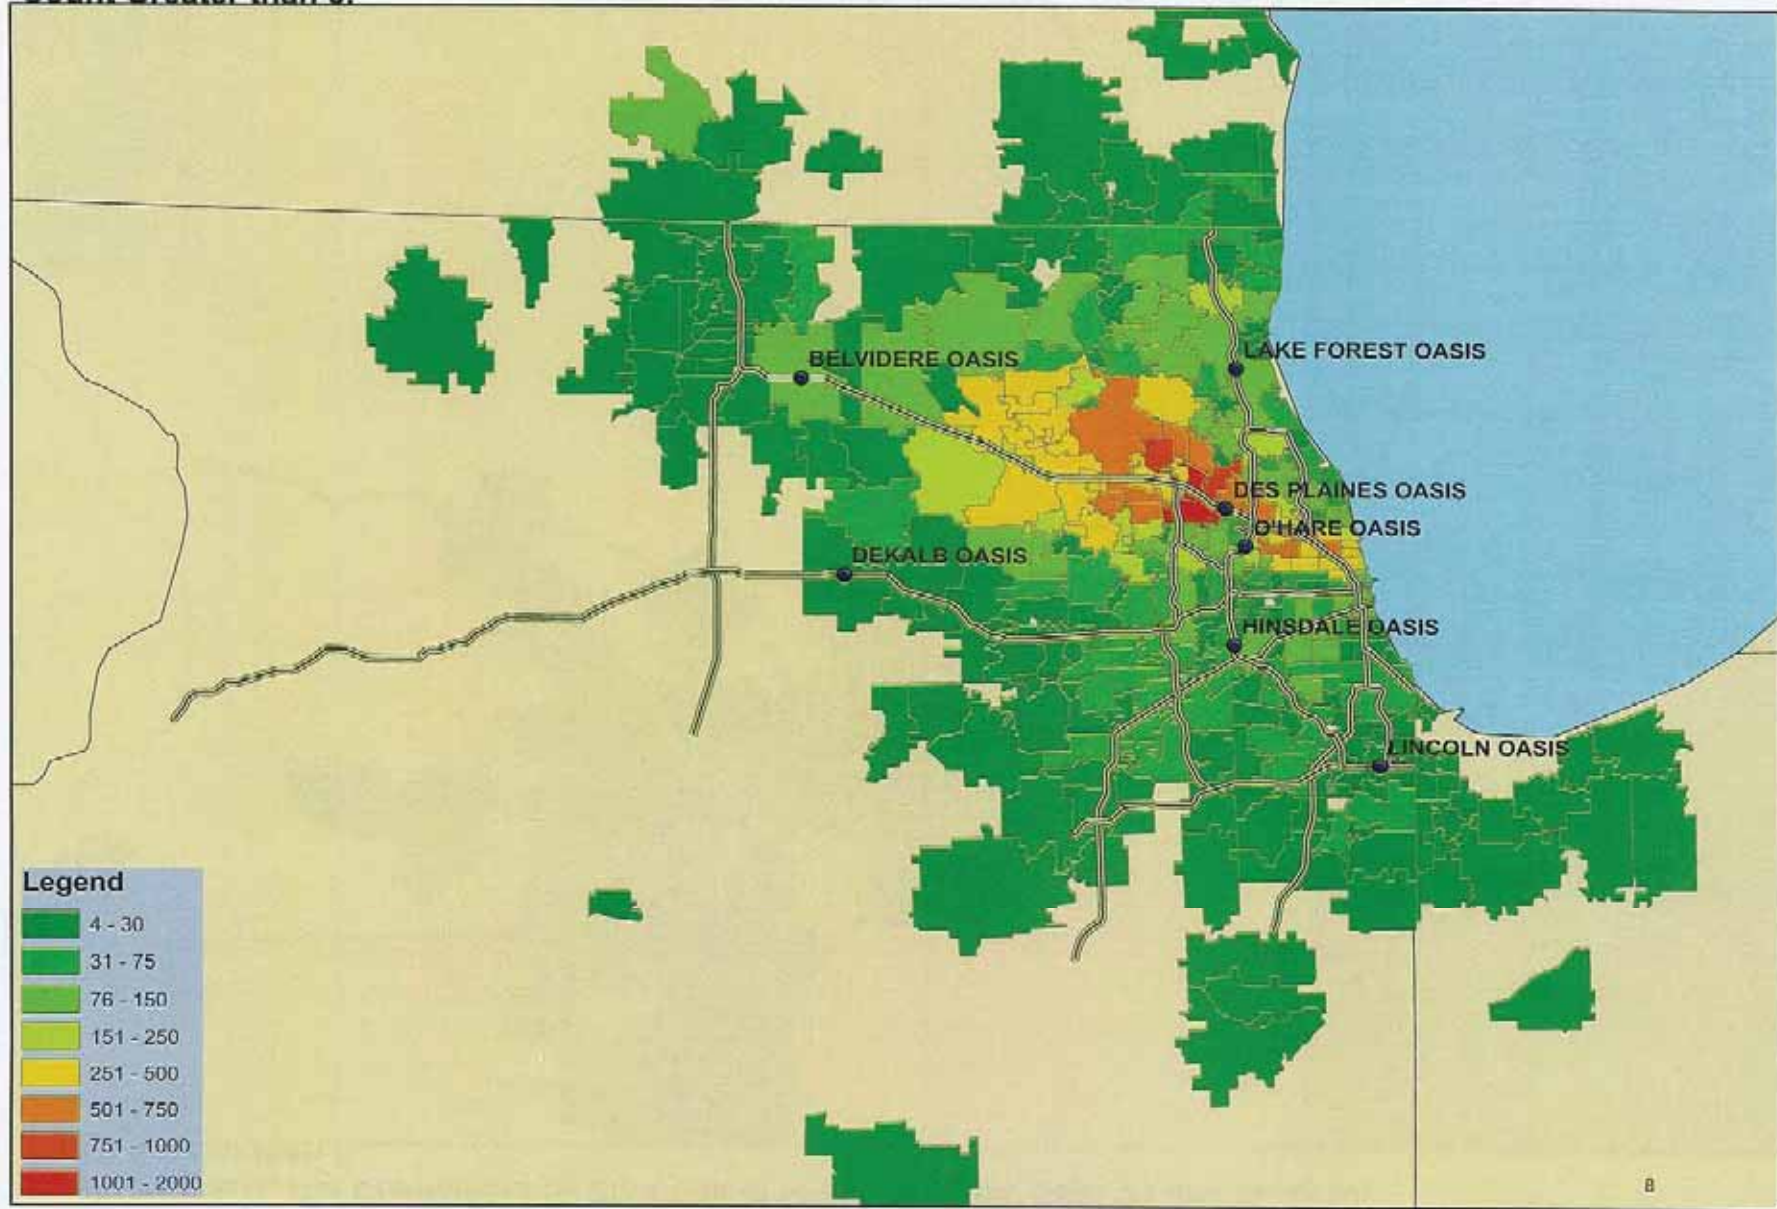 BELVIDERE OASIS
LAKE FOREST OASIS
DES PLAINES OASIS
O'HARE OASIS
DEKALB OASIS
HINSDALE OASIS
LINCOLN OASIS
Legend
4 - 30
31 - 75
76 - 150
151 - 250
251 - 500
501 - 750
751 - 1000
1001 - 2000
8